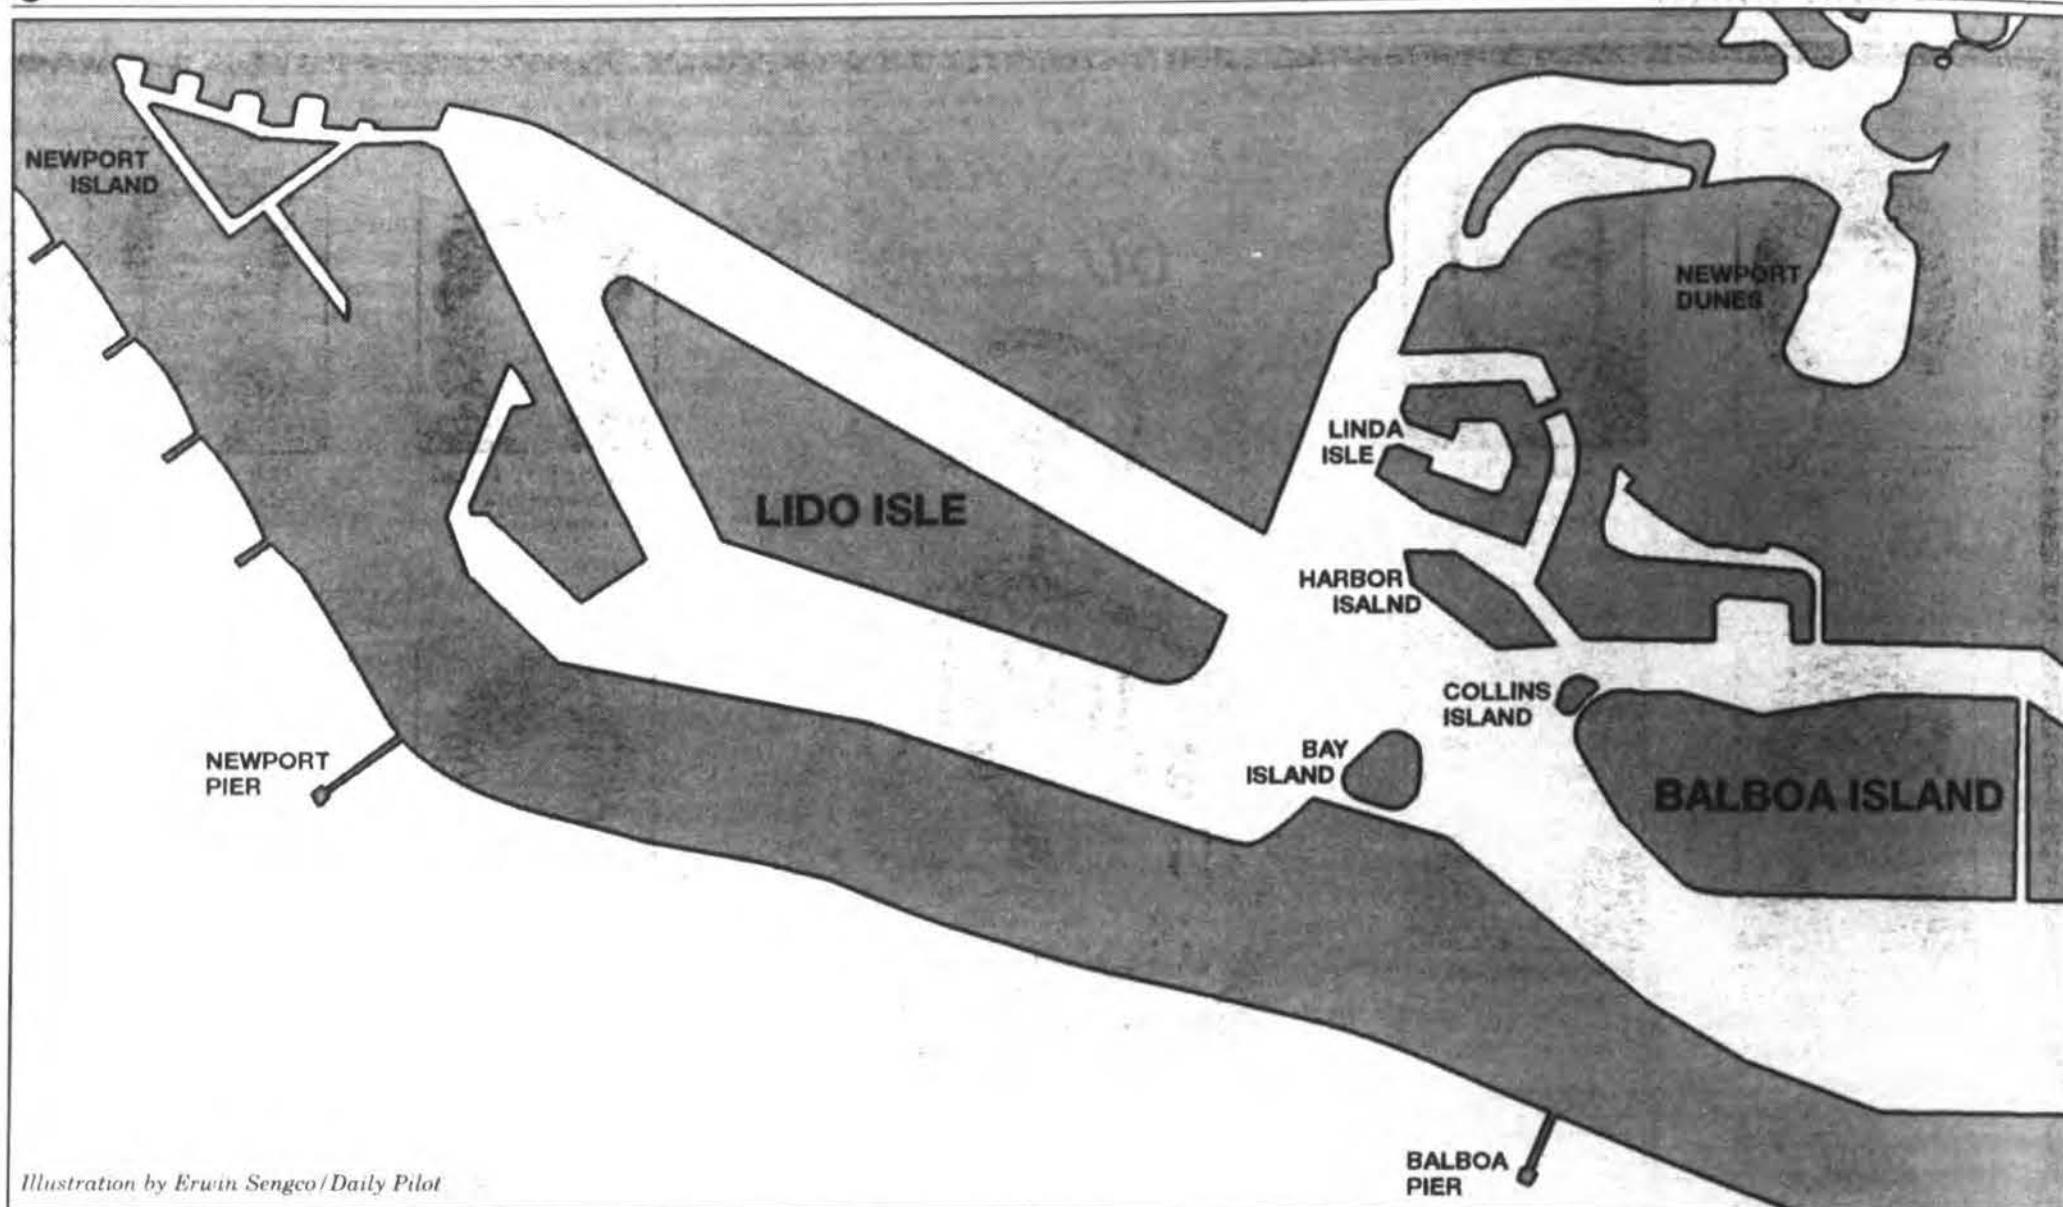 NEWPORT
ISLAND
NEWPORT
DUNES
LINDA
ISLE
LIDO ISLE
HARBOR
ISALND
COLLINS
ISLAND
BAY
ISLAND
NEWPORT
PIER
BALBOA ISLAND
BALBOA
PIER
Illustration by Erwin Sengco/Daily Pilot